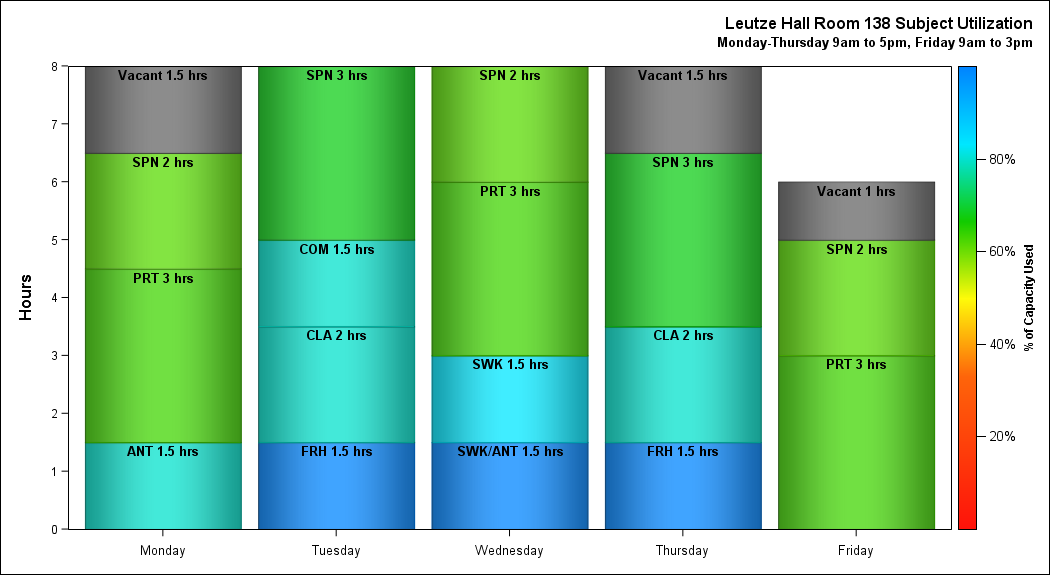 Leutze Hall Room 138 Subject Utilization
Monday-Thursday 9am to 5pm, Friday 9am to 3pm
Hours
8
7
6
5
4
3
2
1
0
Vacant 1.5 hrs
SPN 2 hrs
PRT 3 hrs
ANT 1.5 hrs
Monday
SPN 3 hrs
COM 1.5 hrs
CLA 2 hrs
FRH 1.5 hrs
Tuesday
SPN 2 hrs
PRT 3 hrs
SWK 1.5 hrs
SWK/ANT 1.5 hrs
Wednesday
Vacant 1.5 hrs
SPN 3 hrs
CLA 2 hrs
FRH 1.5 hrs
Thursday
Vacant 1 hrs
SPN 2 hrs
PRT 3 hrs
Friday
80%
60%
40%
20%
% of Capacity Used